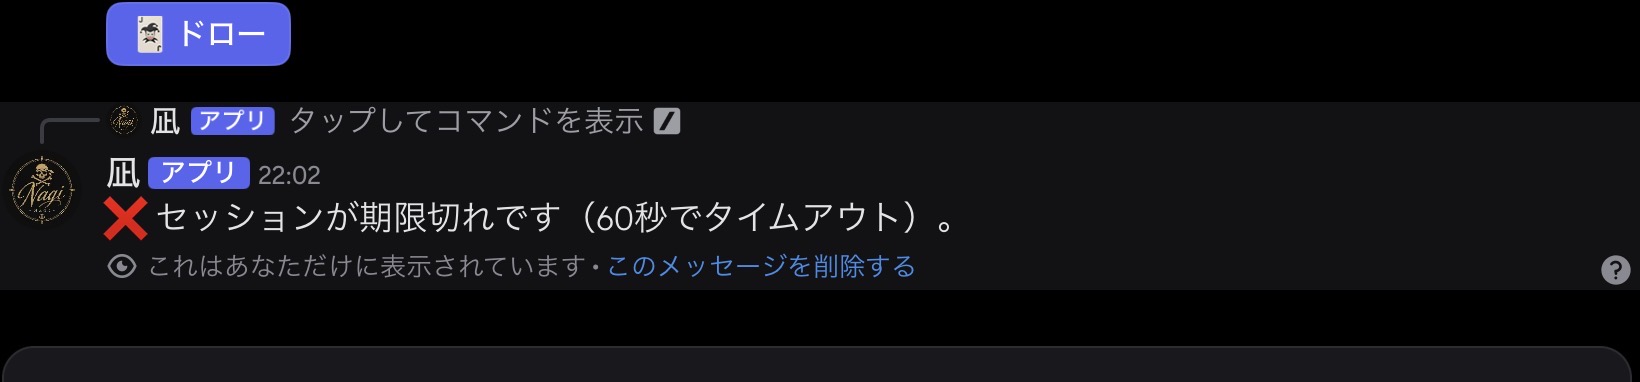 ドロー
凪 アプリ タップしてコマンドを表示
凪 アプリ 22:02
Nagi
❌ セッションが期限切れです（60秒でタイムアウト）。
これはあなただけに表示されています • このメッセージを削除する